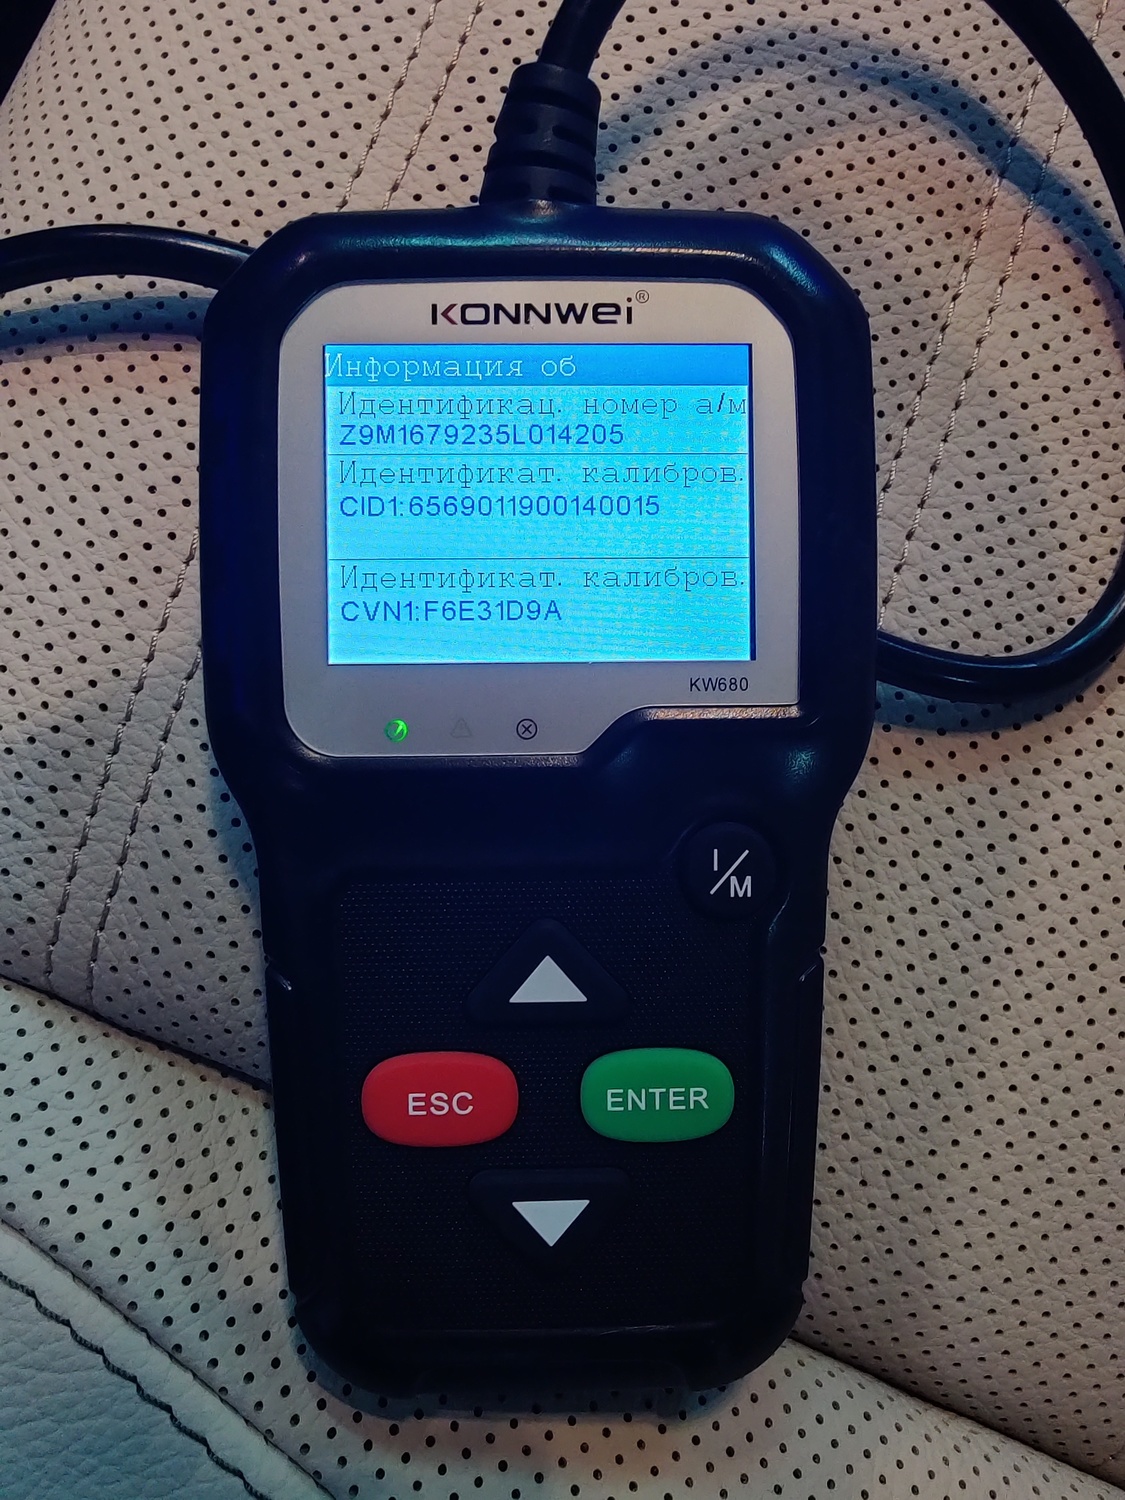 KONNWEI®
Информация об
Идентификац. номер а/м
Z9M1679235L014205
Идентификат. калибров.
CID1:6569011900140015
Идентификат. калибров.
CVN1:F6E31D9A
KW680
I/M
ESC
ENTER